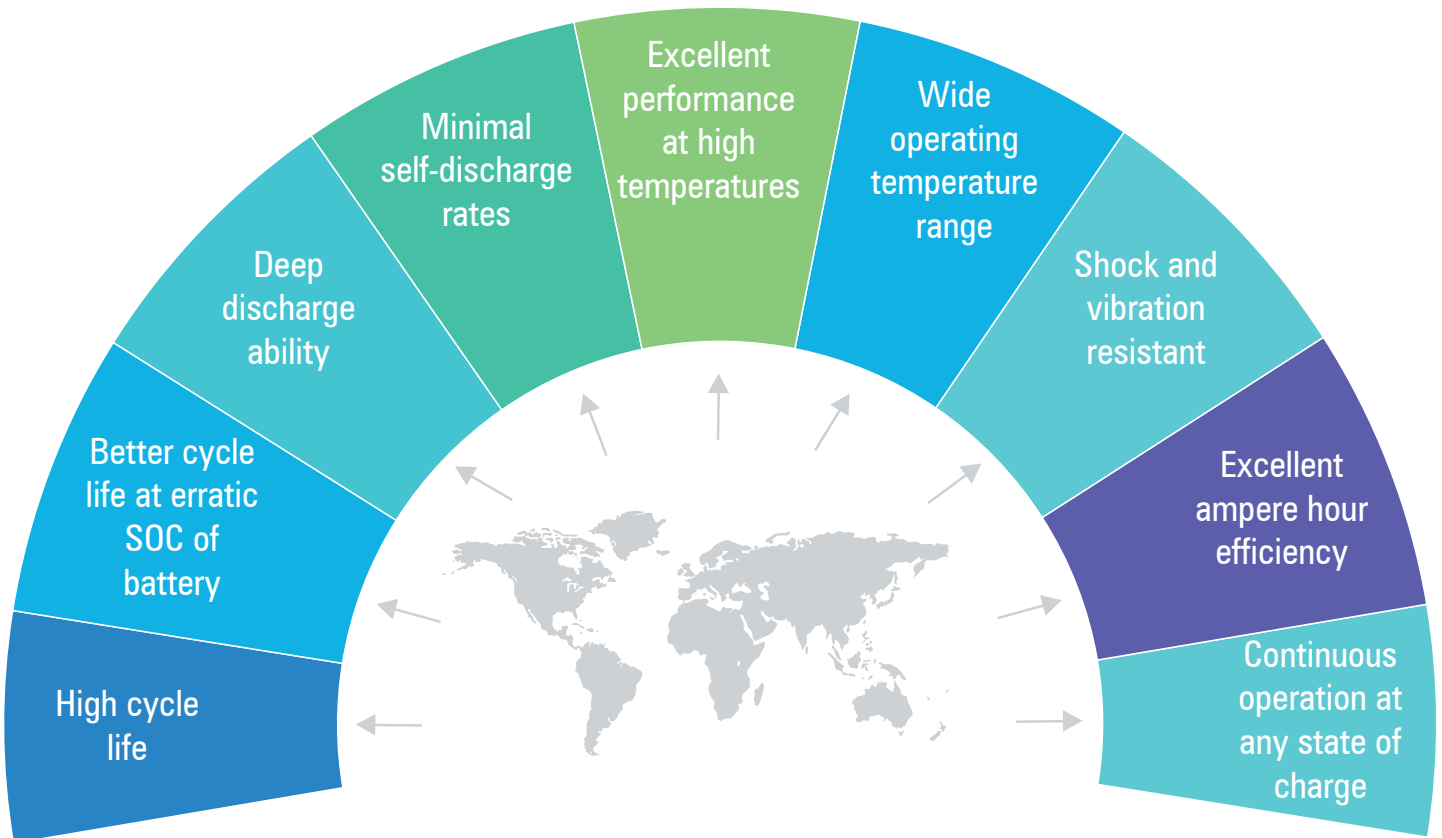 High cycle
life
Better cycle
life at erratic
SOC of
battery
Deep
discharge
ability
Minimal
self-discharge
rates
Excellent
performance
at high
temperatures
Wide
operating
temperature
range
Shock and
vibration
resistant
Excellent
ampere hour
efficiency
Continuous
operation at
any state of
charge